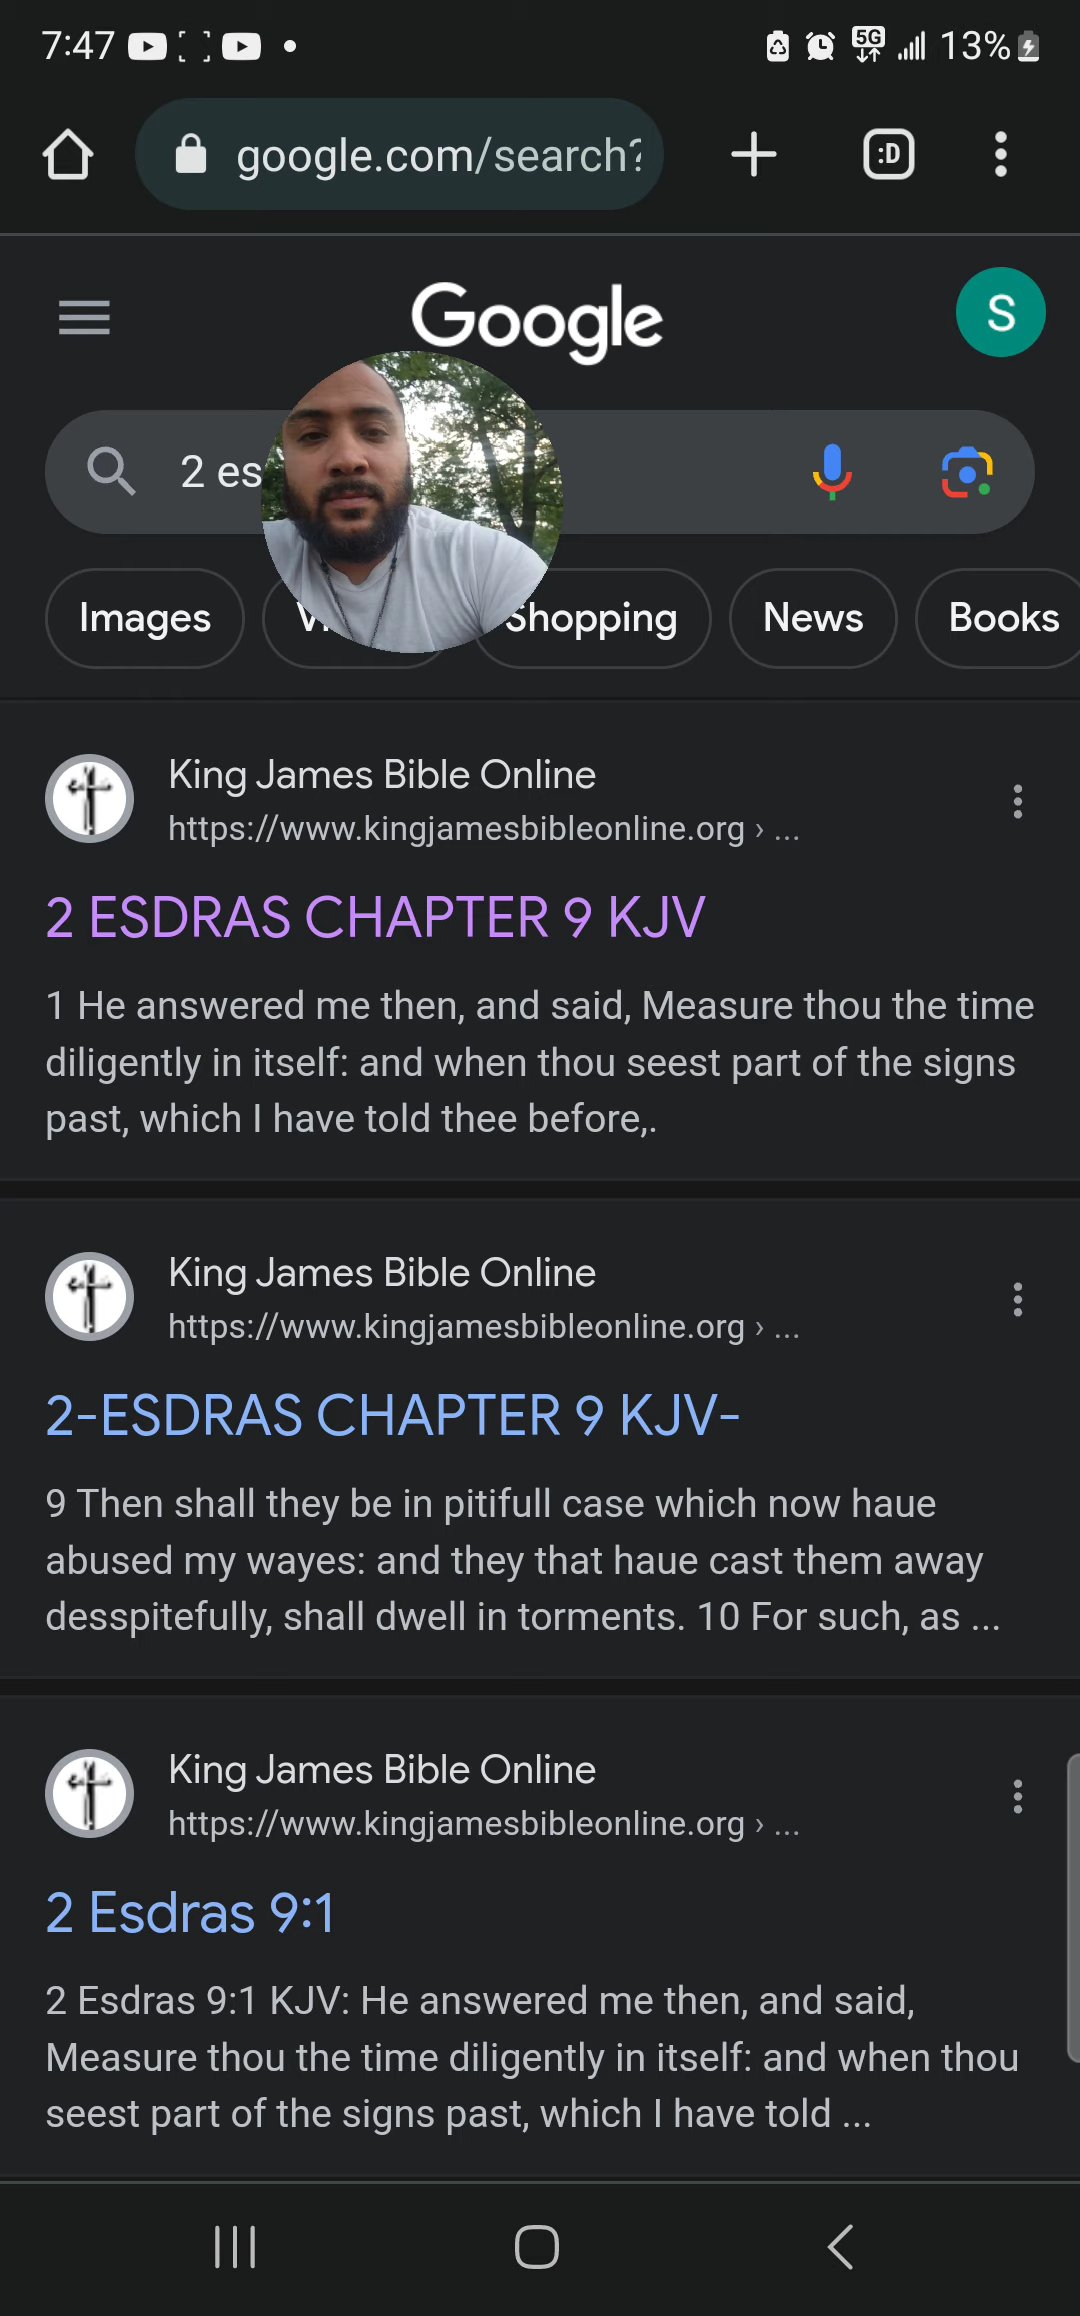 7:47
5G
13%
google.com/search?
:D
Google
S
2 es
Images
Shopping
News
Books
King James Bible Online
https://www.kingjamesbibleonline.org › ...
2 ESDRAS CHAPTER 9 KJV
1 He answered me then, and said, Measure thou the time
diligently in itself: and when thou seest part of the signs
past, which I have told thee before,.
King James Bible Online
https://www.kingjamesbibleonline.org › ...
2-ESDRAS CHAPTER 9 KJV-
9 Then shall they be in pitifull case which now haue
abused my wayes: and they that haue cast them away
desspitefully, shall dwell in torments. 10 For such, as ...
King James Bible Online
https://www.kingjamesbibleonline.org › ...
2 Esdras 9:1
2 Esdras 9:1 KJV: He answered me then, and said,
Measure thou the time diligently in itself: and when thou
seest part of the signs past, which I have told ...